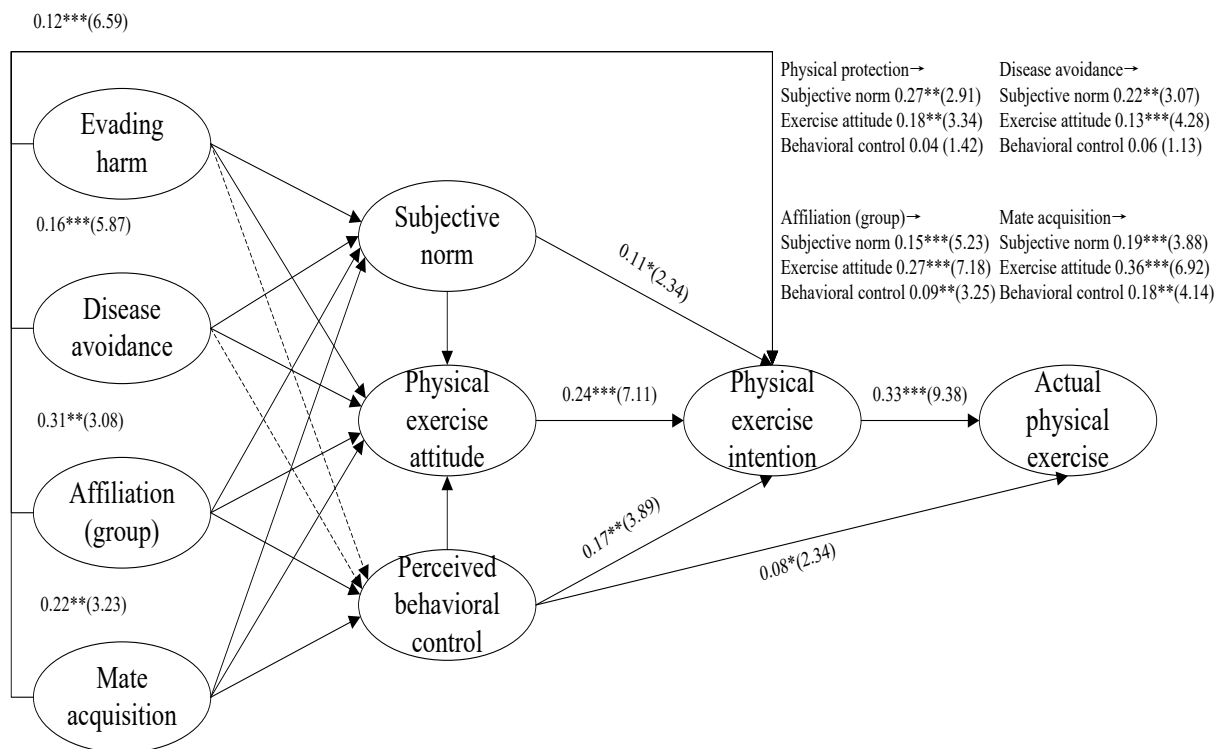 0.12***(6.59)
Physical protection→
Subjective norm 0.27**(2.91)
Exercise attitude 0.18**(3.34)
Behavioral control 0.04 (1.42)
Disease avoidance→
Subjective norm 0.22**(3.07)
Exercise attitude 0.13***(4.28)
Behavioral control 0.06 (1.13)
Affiliation (group)→
Subjective norm 0.15***(5.23)
Exercise attitude 0.27***(7.18)
Behavioral control 0.09**(3.25)
Mate acquisition→
Subjective norm 0.19***(3.88)
Exercise attitude 0.36***(6.92)
Behavioral control 0.18**(4.14)
Evading
harm
0.16***(5.87)
Disease
avoidance
0.31**(3.08)
Affiliation
(group)
0.22**(3.23)
Mate
acquisition
Subjective
norm
0.11*(2.34)
Physical
exercise
attitude
0.24***(7.11)
Physical
exercise
intention
0.33***(9.38)
Actual
physical
exercise
Perceived
behavioral
control
0.17**(3.89)
0.08*(2.34)